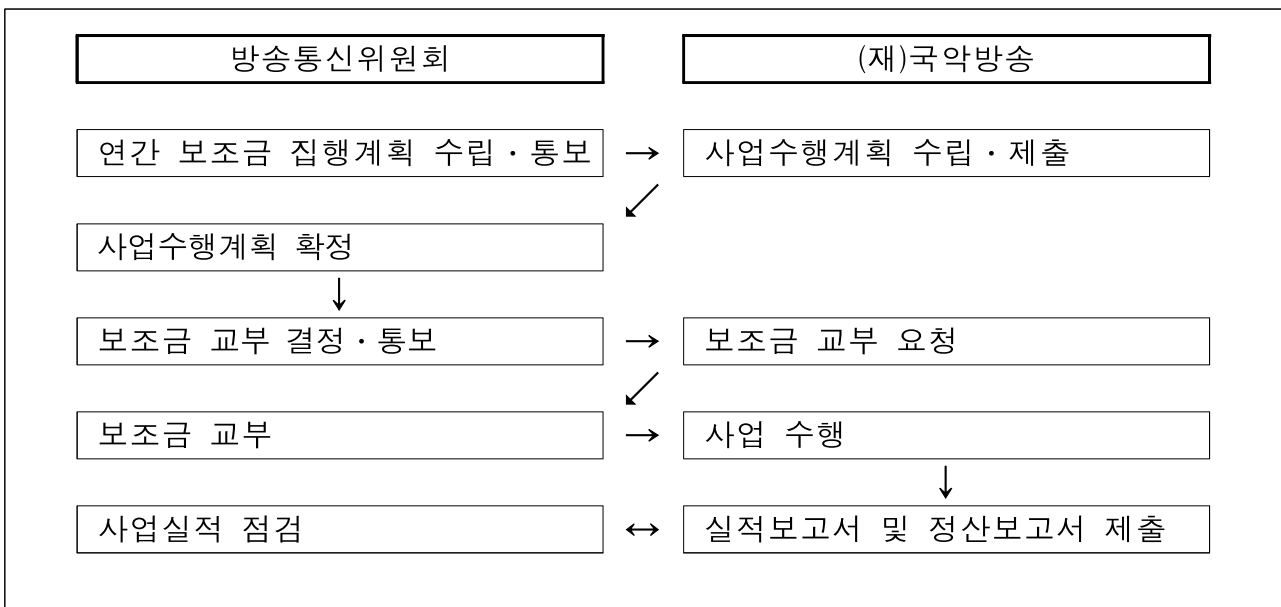 방송통신위원회
(재)국악방송
연간 보조금 집행계획 수립·통보
→
사업수행계획 수립·제출
↙
사업수행계획 확정
↓
보조금 교부 결정·통보
→
보조금 교부 요청
↙
보조금 교부
→
사업 수행
↓
사업실적 점검
↔
실적보고서 및 정산보고서 제출